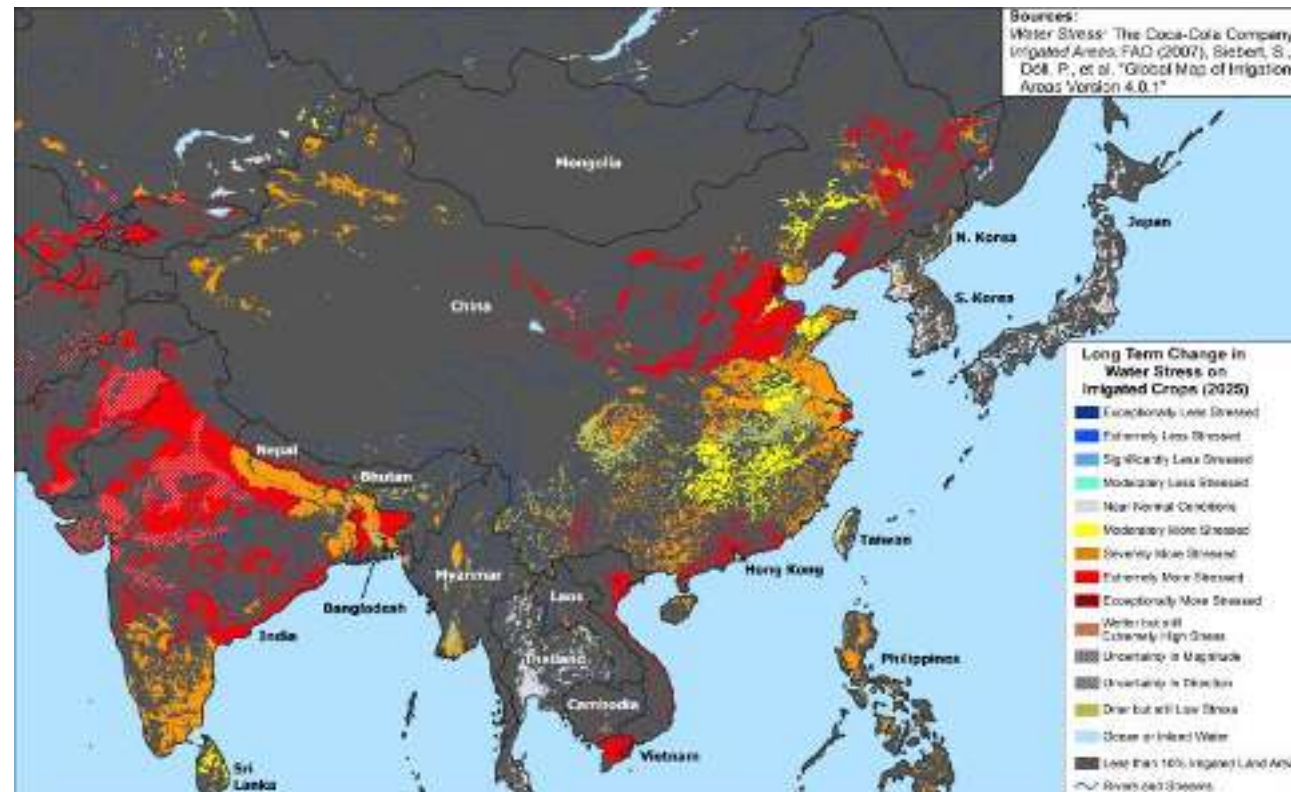 Sources:
Water Stress: The Coca-Cola Company
Irrigated Areas: FAO (2007), Siebert, S.,
Döll, P., et al. "Global Map of Irrigation
Areas Version 4.0.1"
Mongolia
Japan
N. Korea
S. Korea
China
Nepal
Bhutan
Taiwan
Hong Kong
Myanmar
Laos
Bangladesh
India
Thailand
Philippines
Cambodia
Vietnam
Sri
Lanka
Long Term Change in
Water Stress on
Irrigated Crops (2025)
Exceptionally Less Stressed
Extremely Less Stressed
Significantly Less Stressed
Moderately Less Stressed
Near Normal Conditions
Moderately More Stressed
Severely More Stressed
Extremely More Stressed
Exceptionally More Stressed
Wetter but still
Extremely High Stress
Uncertainty in Magnitude
Uncertainty in Direction
Drier but still Low Stress
Ocean or Inland Water
Less than 10% Irrigated Land Area
Rivers and Streams